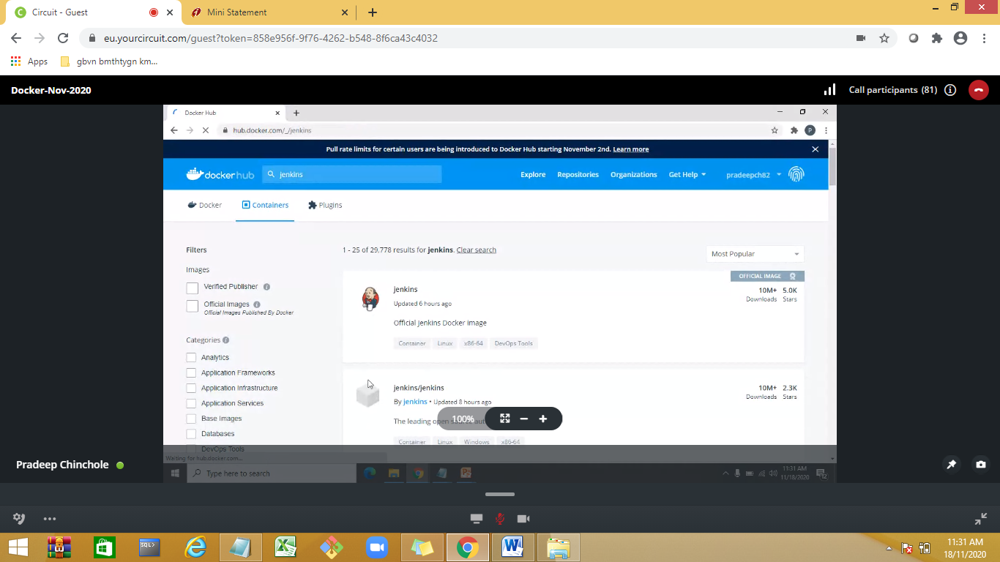 Circuit - Guest
Mini Statement
eu.yourcircuit.com/guest?token=858e956f-9f76-4262-b548-8f6ca43c4032
Apps
gbvn bmthtygn km...
Docker-Nov-2020
Call participants (81)
Docker Hub
hub.docker.com/_/jenkins
P
Pull rate limits for certain users are being introduced to Docker Hub starting November 2nd. Learn more
dockerhub
jenkins
Explore
Repositories
Organizations
Get Help
pradeepch82
Docker
Containers
Plugins
Filters
1 - 25 of 29,778 results for jenkins. Clear search
Most Popular
Images
Verified Publisher
Official Images
Official Images Published By Docker
Categories
Analytics
Application Frameworks
Application Infrastructure
Application Services
Base Images
Databases
DevOps Tools
OFFICIAL IMAGE
jenkins
Updated 6 hours ago
10M+ 5.0K
Downloads Stars
Official Jenkins Docker image
Container Linux x86-64 DevOps Tools
jenkins/jenkins
By jenkins • Updated 8 hours ago
10M+ 2.3K
Downloads Stars
The leading open
100%
Container Linux Windows x86-64
Waiting for hub.docker.com...
Pradeep Chinchole
Type here to search
11:31 AM
11/18/2020
SQL>
11:31 AM
18/11/2020